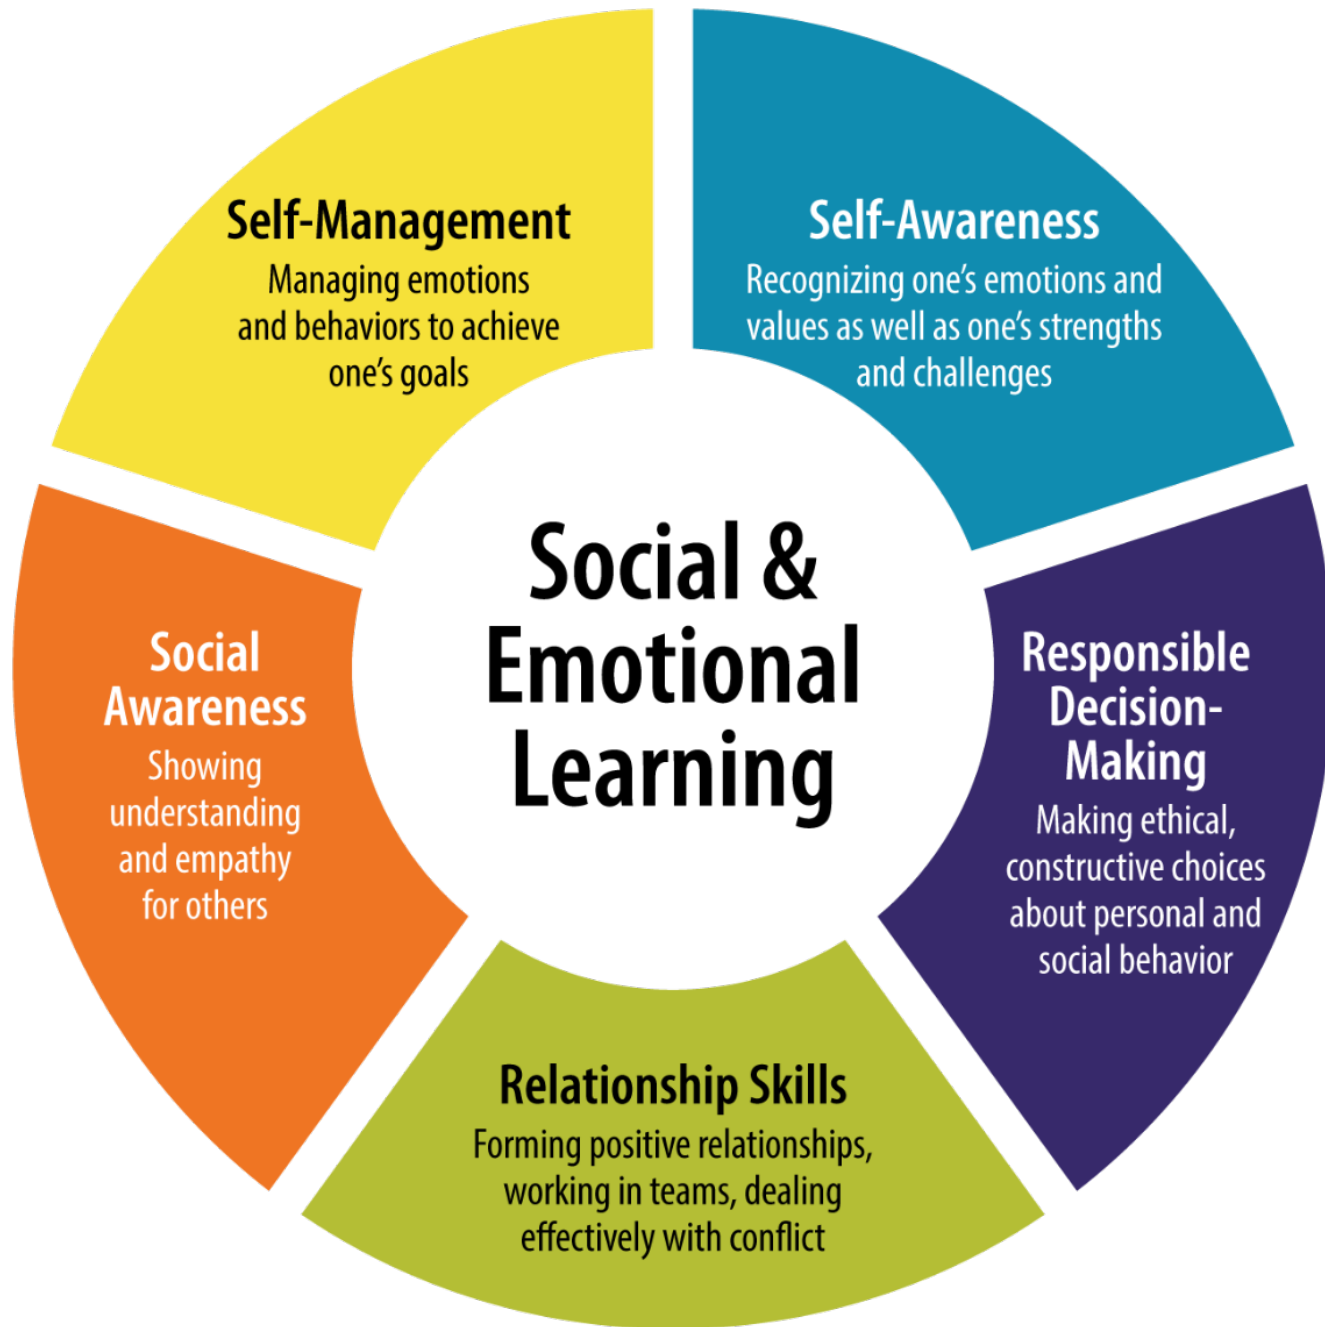 Self-Management
Managing emotions
and behaviors to achieve
one’s goals
Self-Awareness
Recognizing one’s emotions and
values as well as one’s strengths
and challenges
Social &
Emotional
Learning
Social
Awareness
Showing
understanding
and empathy
for others
Responsible
Decision-
Making
Making ethical,
constructive choices
about personal and
social behavior
Relationship Skills
Forming positive relationships,
working in teams, dealing
effectively with conflict